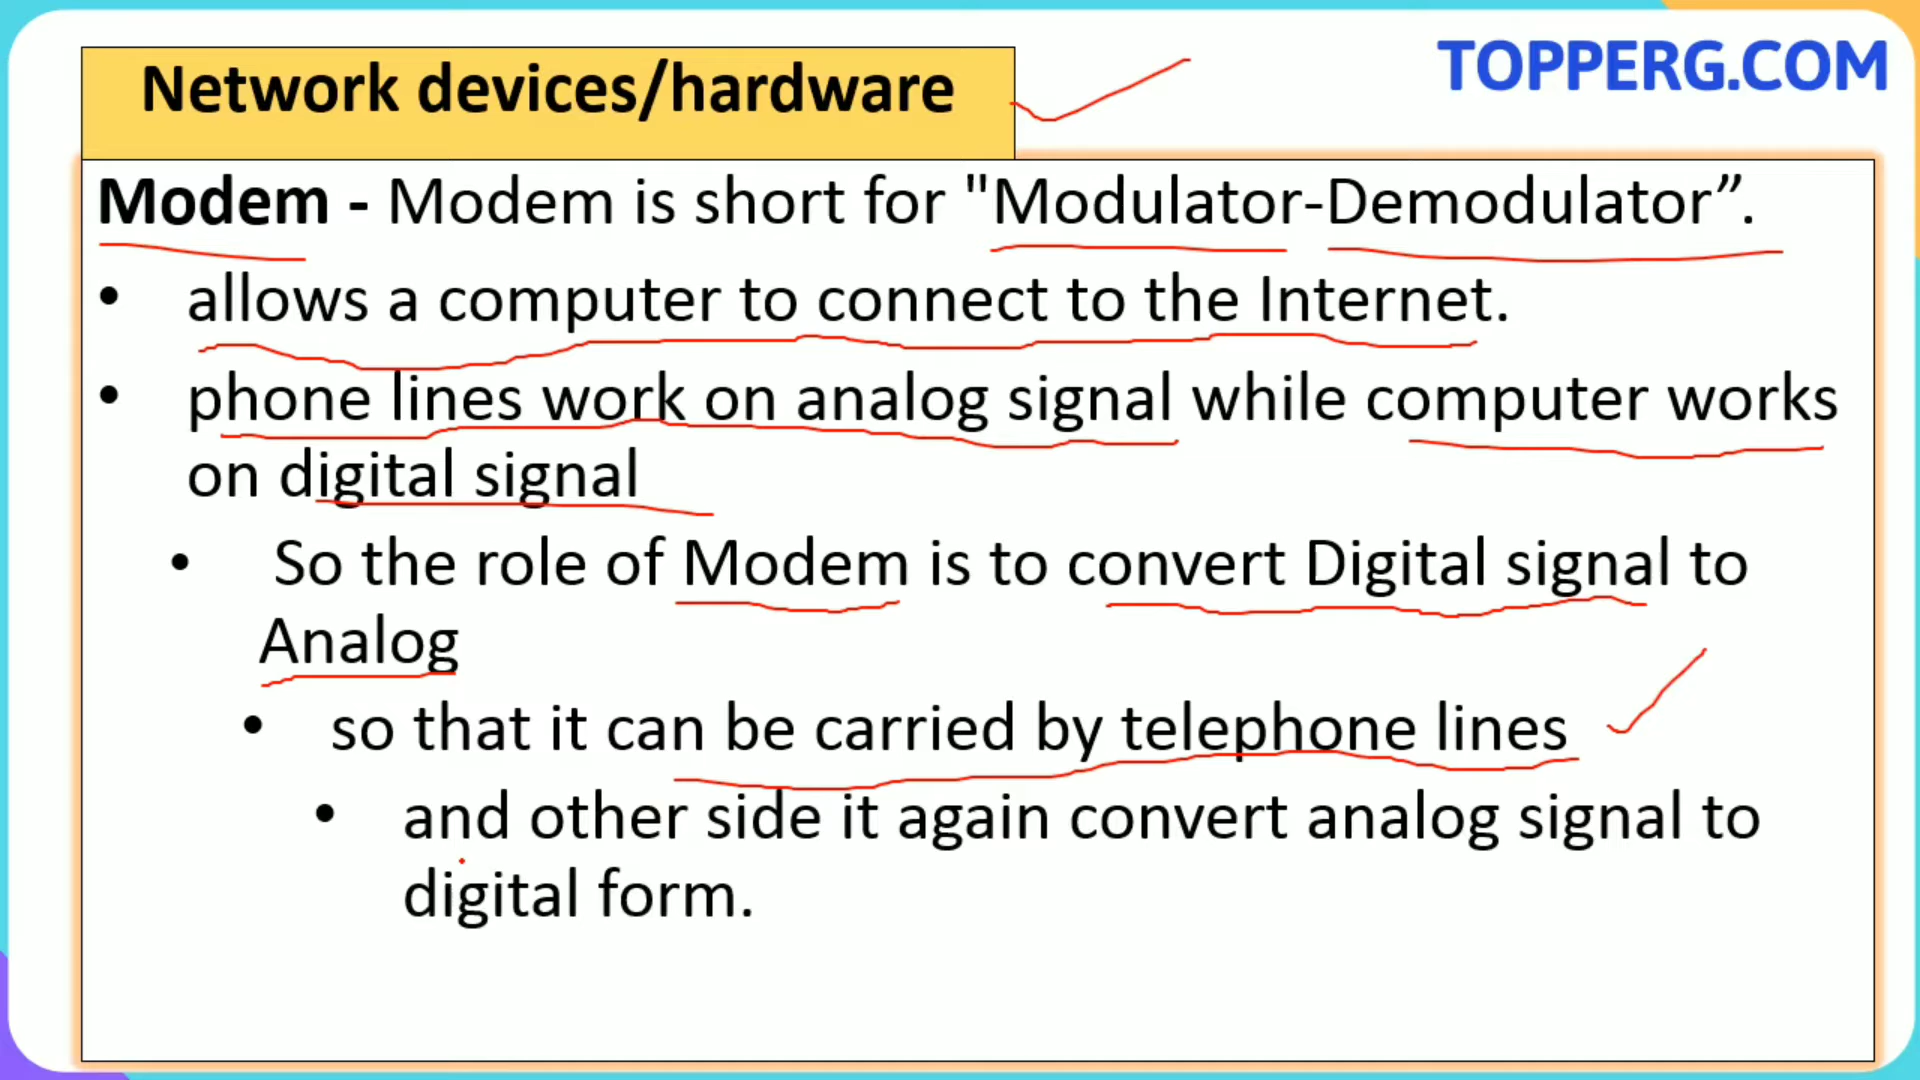 Network devices/hardware
TOPPERG.COM
Modem - Modem is short for "Modulator-Demodulator”.
• allows a computer to connect to the Internet.
• phone lines work on analog signal while computer works
on digital signal
• So the role of Modem is to convert Digital signal to
Analog
• so that it can be carried by telephone lines
• and other side it again convert analog signal to
digital form.